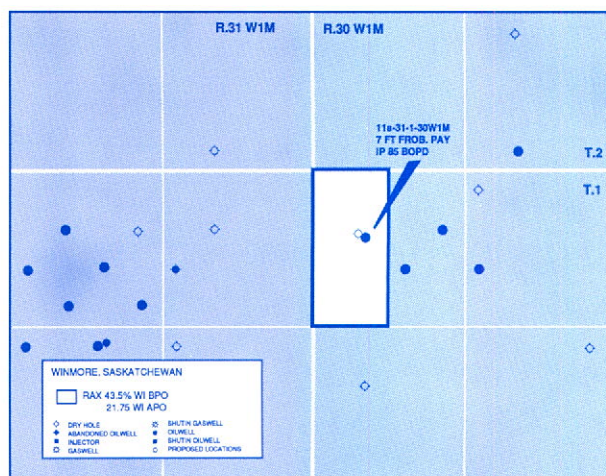 R.31 W1M
R.30 W1M
11a-31-1-30W1M
7 FT FROB. PAY
IP 85 BOPD
T.2
T.1
WINMORE, SASKATCHEWAN
RAX 43.5% WI BPO
21.75 WI APO
DRY HOLE
ABANDONED OILWELL
INJECTOR
GASWELL
SHUTIN GASWELL
OILWELL
SHUTIN OILWELL
PROPOSED LOCATIONS